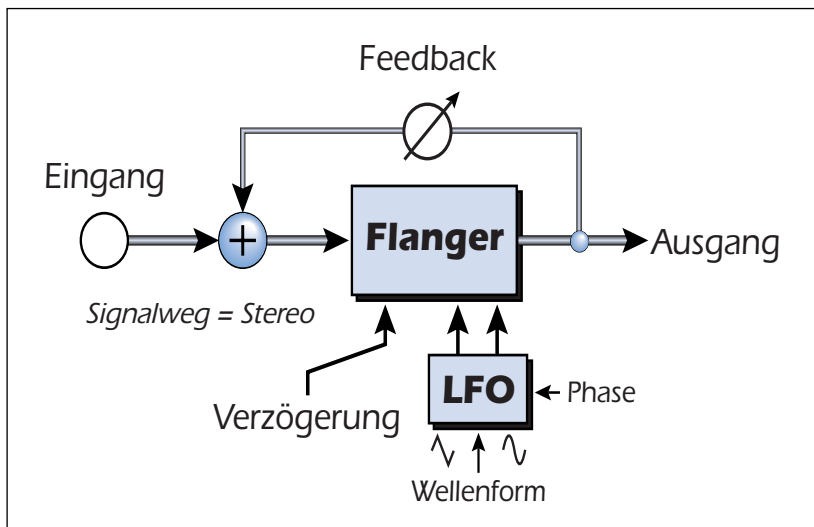 Feedback
Eingang
+
Flanger
Ausgang
Signalweg = Stereo
LFO
Phase
Verzögerung
Wellenform